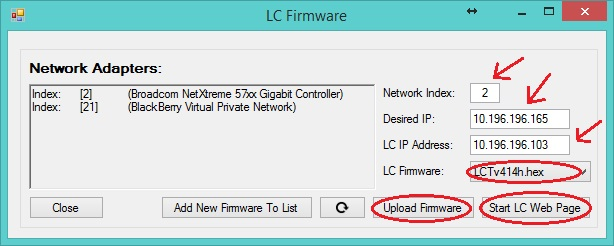 LC Firmware
Network Adapters:
Index: [2] (Broadcom NetXtreme 57xx Gigabit Controller)
Index: [21] (BlackBerry Virtual Private Network)
Network Index: 2
Desired IP: 10.196.196.165
LC IP Address: 10.196.196.103
LC Firmware: LCTv414h.hex
Close Add New Firmware To List Upload Firmware Start LC Web Page